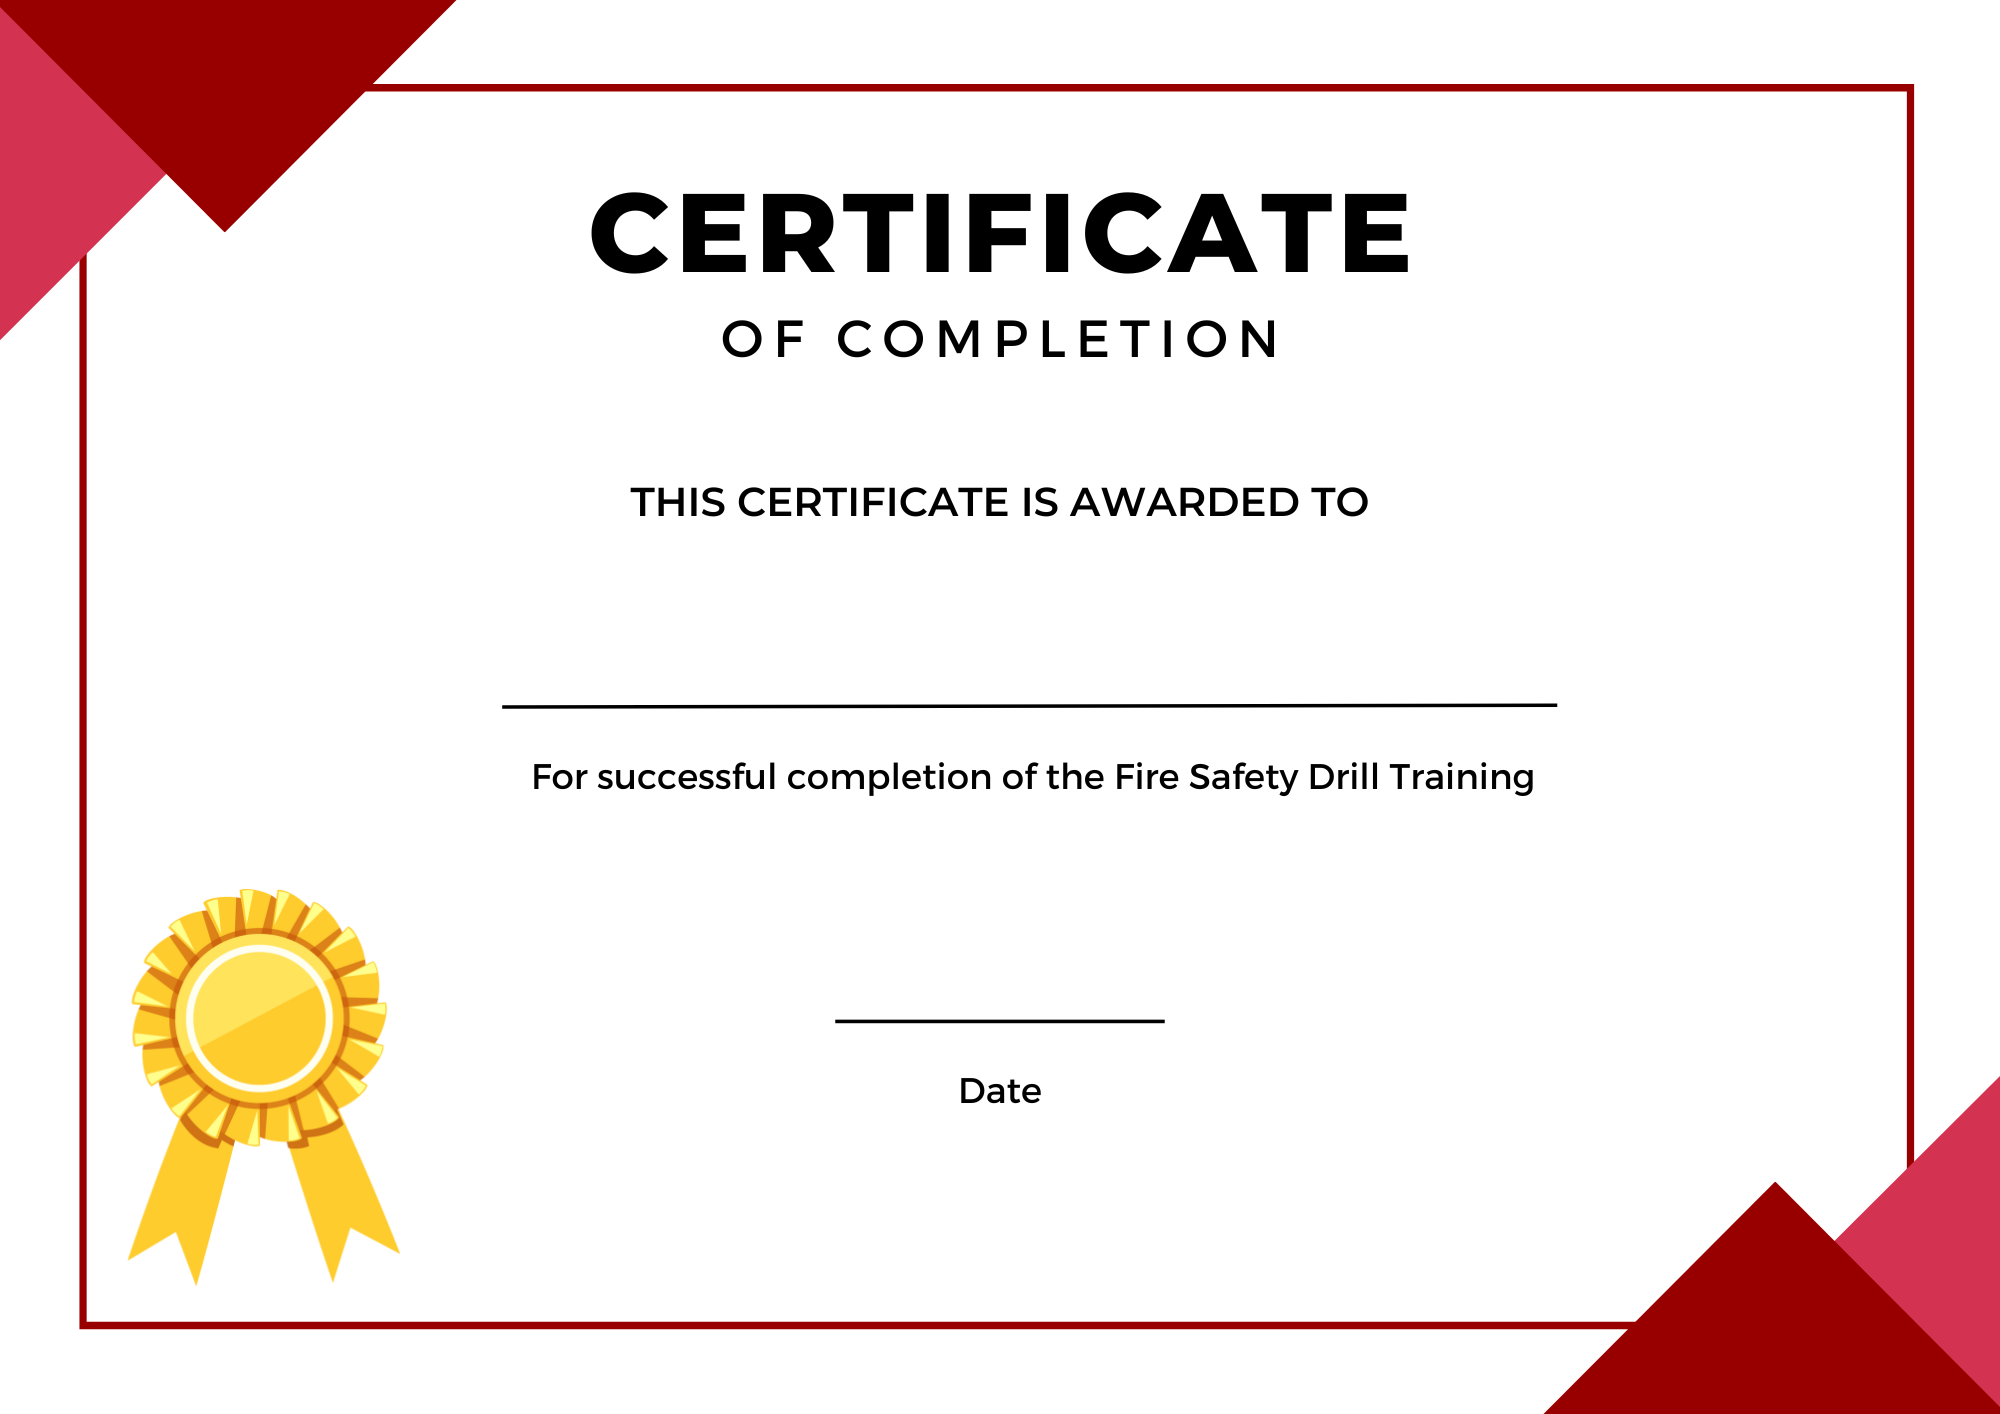 CERTIFICATE
OF COMPLETION
THIS CERTIFICATE IS AWARDED TO
For successful completion of the Fire Safety Drill Training
Date